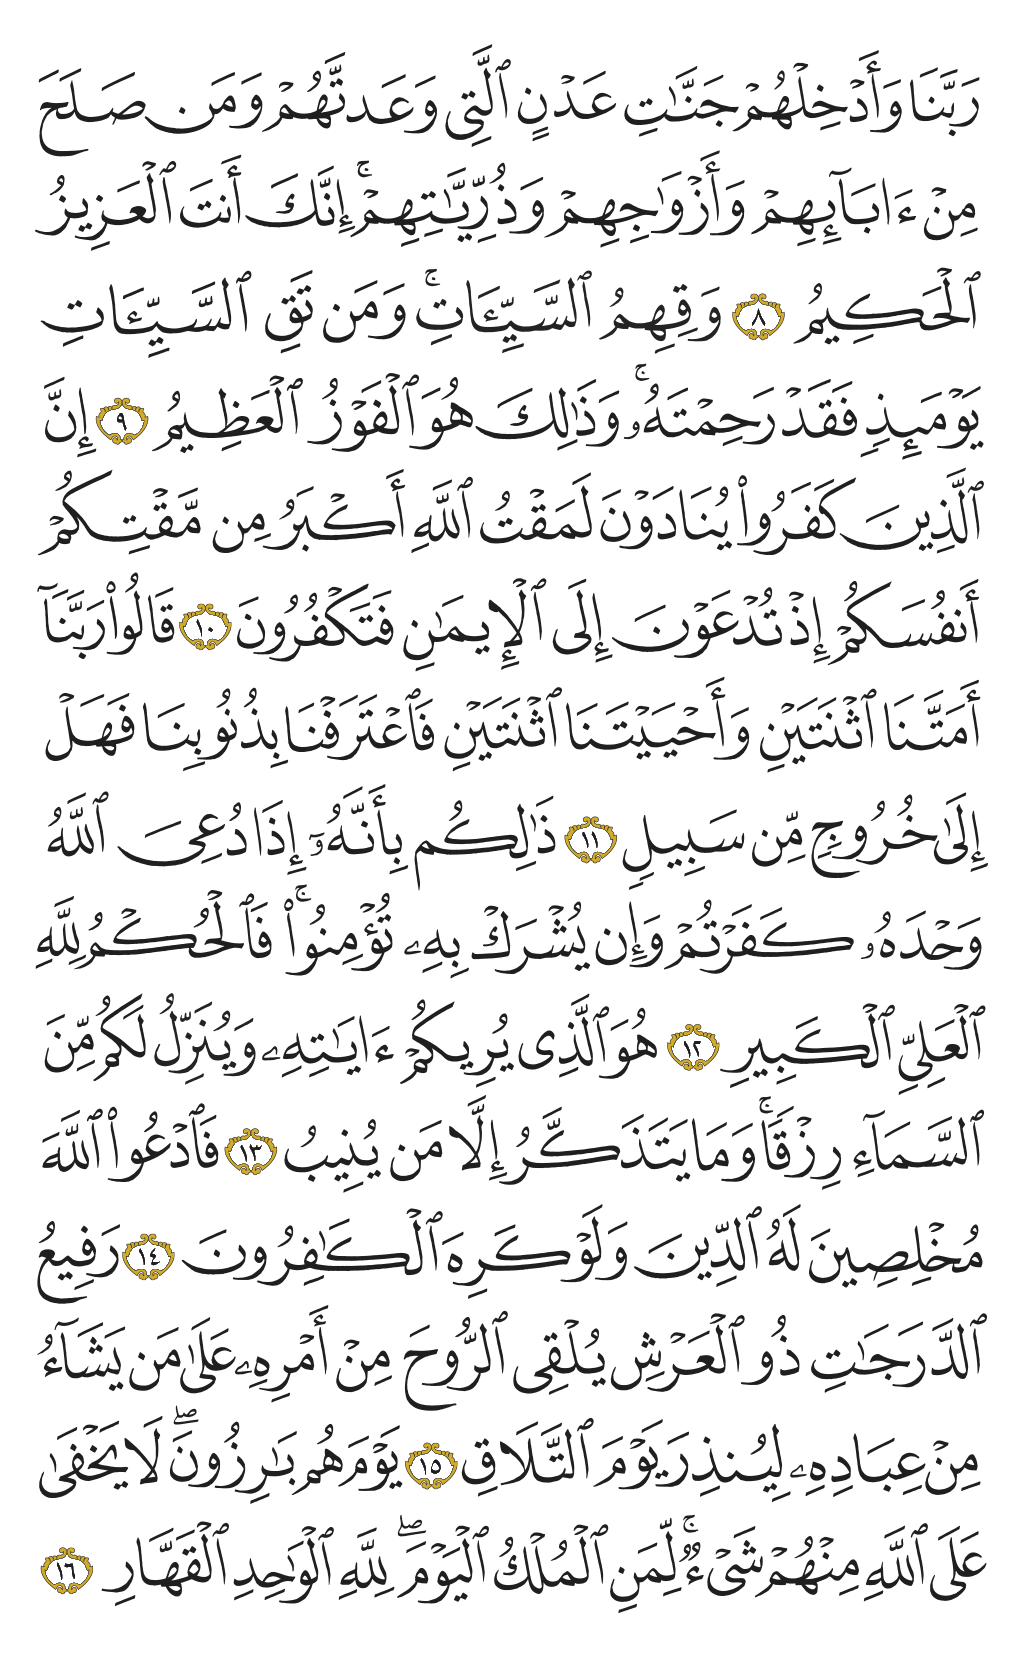 رَبَّنَا وَأَدْخِلْهُمْ جَنَّـٰتِ عَدْنٍ ٱلَّتِى وَعَدتَّهُمْ وَمَن صَلَحَ
مِنْ ءَابَآئِهِمْ وَأَزْوَٰجِهِمْ وَذُرِّيَّـٰتِهِمْ ۚ إِنَّكَ أَنتَ ٱلْعَزِيزُ
ٱلْحَكِيمُ ٨ وَقِهِمُ ٱلسَّيِّـَٔاتِ ۚ وَمَن تَقِ ٱلسَّيِّـَٔاتِ
يَوْمَئِذٍ فَقَدْ رَحِمْتَهُۥ ۚ وَذَٰلِكَ هُوَ ٱلْفَوْزُ ٱلْعَظِيمُ ٩ إِنَّ
ٱلَّذِينَ كَفَرُوا۟ يُنَادَوْنَ لَمَقْتُ ٱللَّهِ أَكْبَرُ مِن مَّقْتِكُمْ
أَنفُسَكُمْ إِذْ تُدْعَوْنَ إِلَى ٱلْإِيمَـٰنِ فَتَكْفُرُونَ ١٠ قَالُوا۟ رَبَّنَآ
أَمَتَّنَا ٱثْنَتَيْنِ وَأَحْيَيْتَنَا ٱثْنَتَيْنِ فَٱعْتَرَفْنَا بِذُنُوبِنَا فَهَلْ
إِلَىٰ خُرُوجٍ مِّن سَبِيلٍ ١١ ذَٰلِكُم بِأَنَّهُۥٓ إِذَا دُعِىَ ٱللَّهُ
وَحْدَهُۥ كَفَرْتُمْ وَإِن يُشْرَكْ بِهِۦ تُؤْمِنُوا۟ ۚ فَٱلْحُكْمُ لِلَّهِ
ٱلْعَلِىِّ ٱلْكَبِيرِ ١٢ هُوَ ٱلَّذِى يُرِيكُمْ ءَايَـٰتِهِۦ وَيُنَزِّلُ لَكُم مِّنَ
ٱلسَّمَآءِ رِزْقًا ۚ وَمَا يَتَذَكَّرُ إِلَّا مَن يُنِيبُ ١٣ فَٱدْعُوا۟ ٱللَّهَ
مُخْلِصِينَ لَهُ ٱلدِّينَ وَلَوْ كَرِهَ ٱلْكَـٰفِرُونَ ١٤ رَفِيعُ
ٱلدَّرَجَـٰتِ ذُو ٱلْعَرْشِ يُلْقِى ٱلرُّوحَ مِنْ أَمْرِهِۦ عَلَىٰ مَن يَشَآءُ
مِنْ عِبَادِهِۦ لِيُنذِرَ يَوْمَ ٱلتَّلَاقِ ١٥ يَوْمَ هُم بَـٰرِزُونَ ۖ لَا يَخْفَىٰ
عَلَى ٱللَّهِ مِنْهُمْ شَىْءٌ ۚ لِّمَنِ ٱلْمُلْكُ ٱلْيَوْمَ ۖ لِلَّهِ ٱلْوَٰحِدِ ٱلْقَهَّارِ ١٦